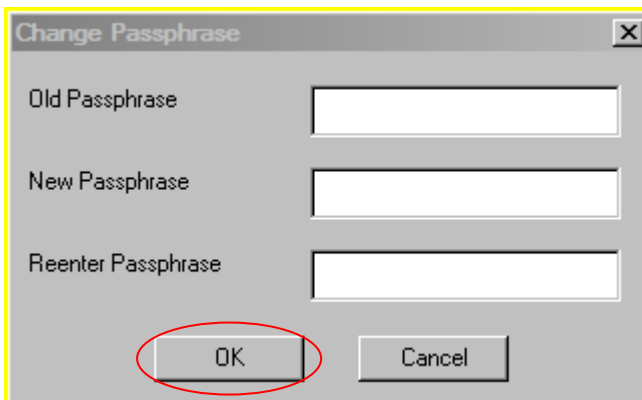 Change Passphrase
Old Passphrase
New Passphrase
Reenter Passphrase
OK Cancel